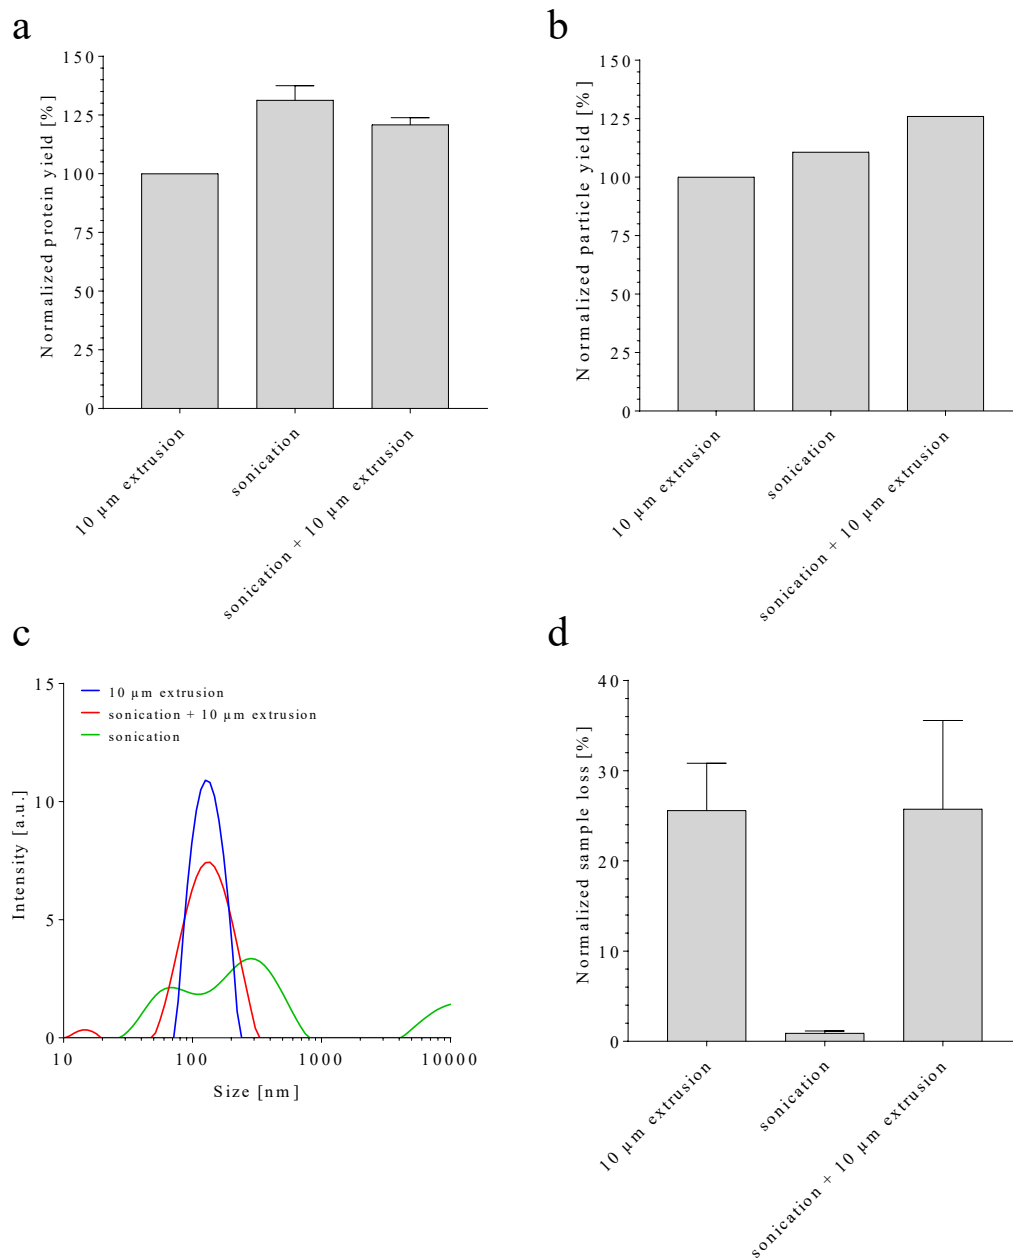 a
Normalized protein yield [%]
150
125
100
75
50
25
0
10 µm extrusion
sonication
sonication + 10 µm extrusion
b
Normalized particle yield [%]
150
125
100
75
50
25
0
10 µm extrusion
sonication
sonication + 10 µm extrusion
c
Intensity [a.u.]
15
10
5
0
10 µm extrusion
sonication + 10 µm extrusion
sonication
10
100
1000
10000
Size [nm]
d
Normalized sample loss [%]
40
30
20
10
0
10 µm extrusion
sonication
sonication + 10 µm extrusion